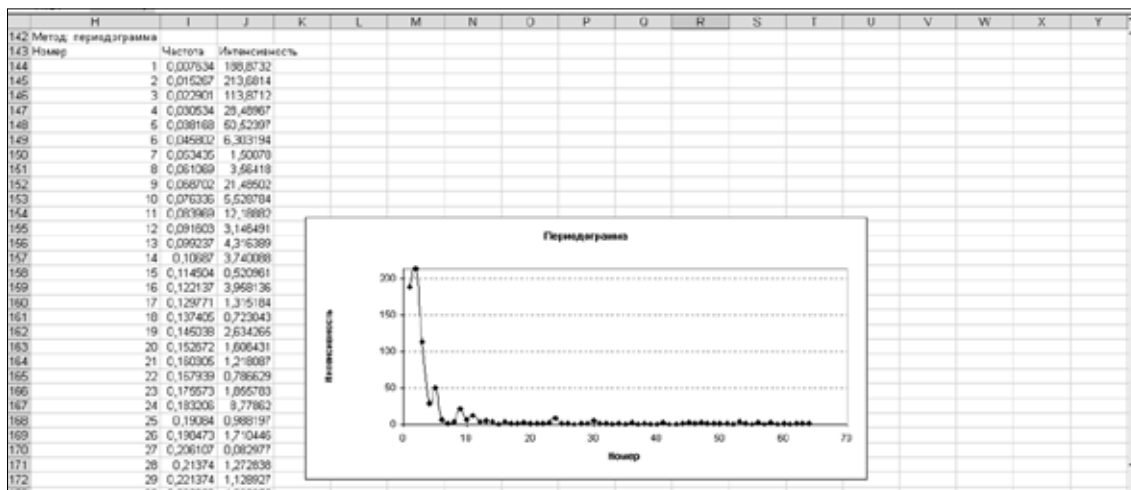 H I J K L M N O P Q R S T U V W X Y
142 Метод: периодограмма
143 Номер Частота Интенсивность
144 1 0,007634 188,8732
145 2 0,015267 213,6814
146 3 0,022901 113,8712
147 4 0,030534 28,48967
148 5 0,038168 50,52397
149 6 0,045802 6,303194
150 7 0,053435 1,50078
151 8 0,061069 3,56418
152 9 0,068702 21,48502
153 10 0,076336 5,528784
154 11 0,083969 12,18882
155 12 0,091603 3,146491
156 13 0,099237 4,316389
157 14 0,10687 3,740088
158 15 0,114504 0,520961
159 16 0,122137 3,958136
160 17 0,129771 1,315184
161 18 0,137405 0,723043
162 19 0,145038 2,634265
163 20 0,152672 1,606431
164 21 0,160305 1,218087
165 22 0,167939 0,786629
166 23 0,175573 1,855783
167 24 0,183206 8,77862
168 25 0,19084 0,988197
169 26 0,198473 1,710446
170 27 0,206107 0,082977
171 28 0,21374 1,272838
172 29 0,221374 1,128927
Периодограмма
Интенсивность
200
150
100
50
0
0 10 20 30 40 50 60 70
Номер